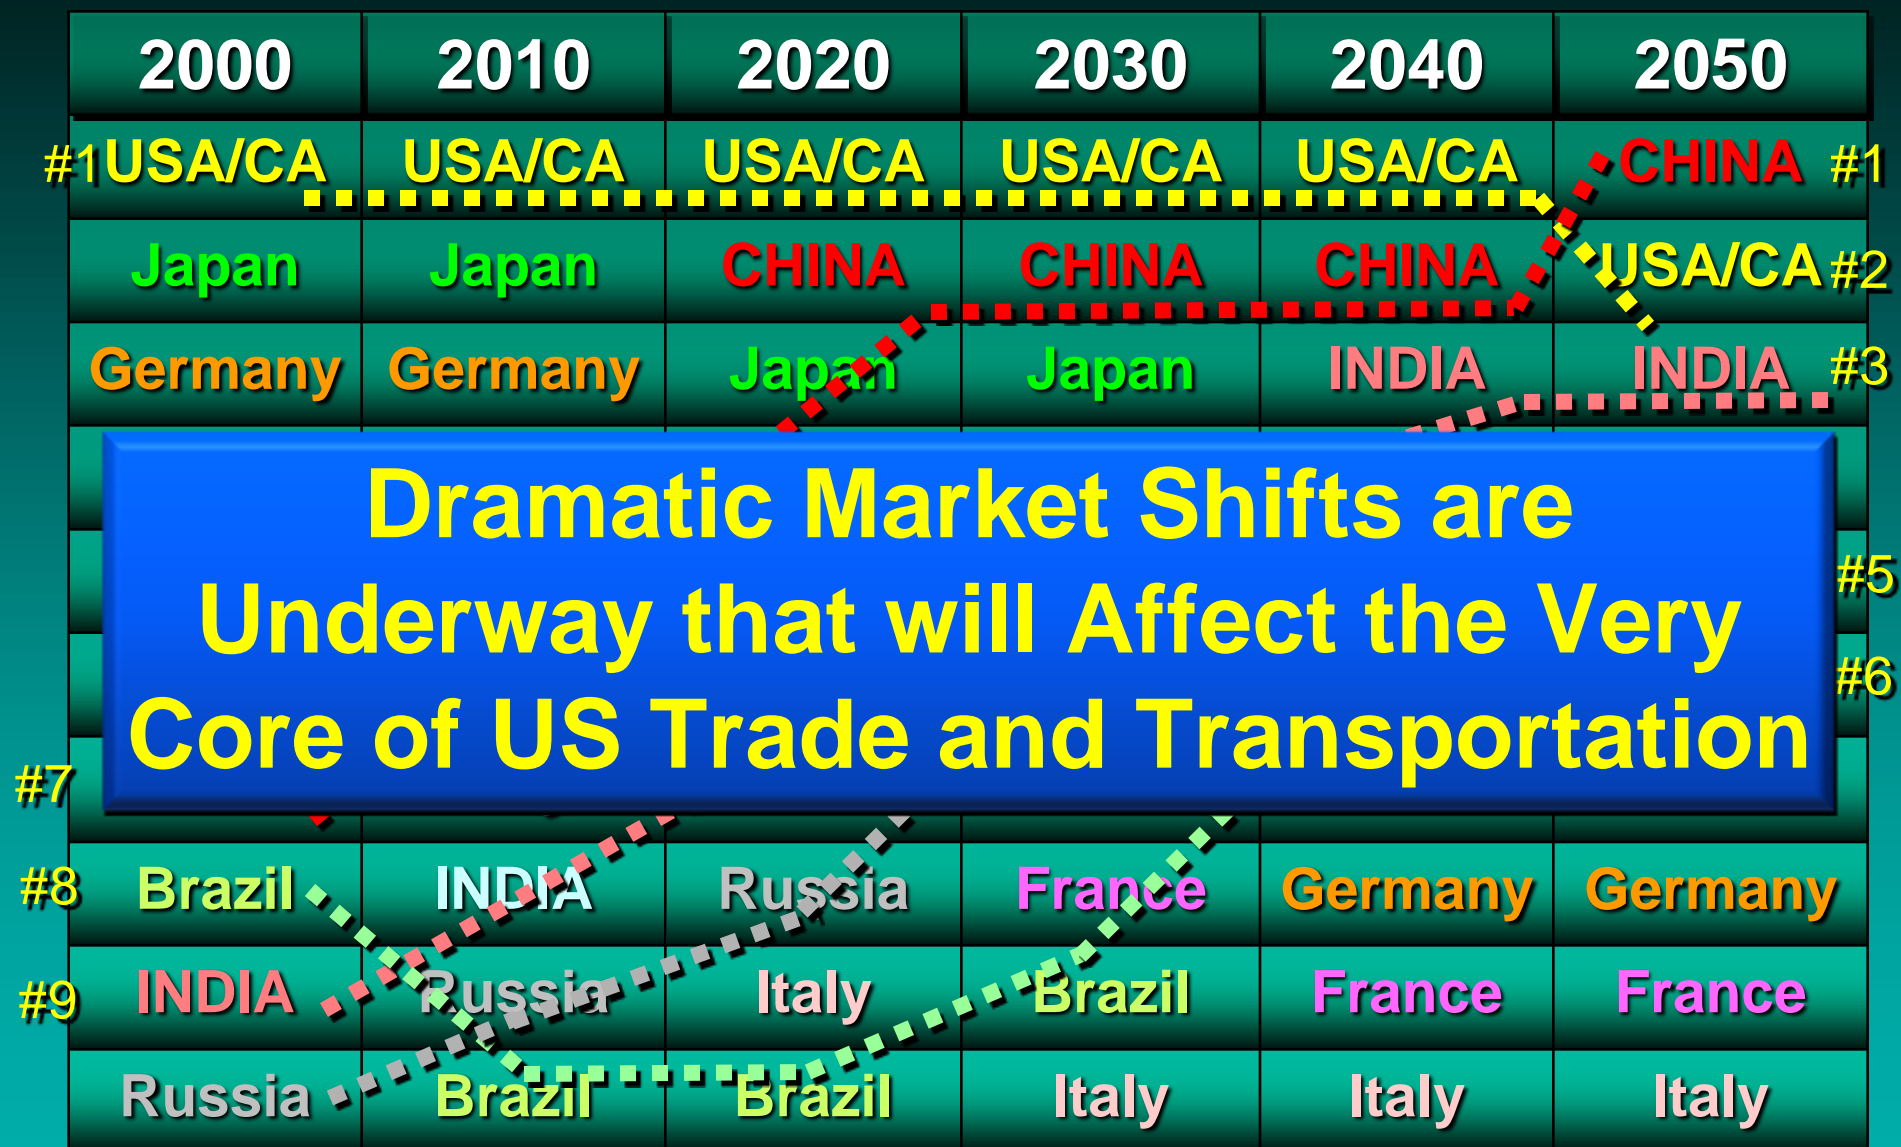 2000 2010 2020 2030 2040 2050
#1 USA/CA USA/CA USA/CA USA/CA USA/CA CHINA #1
Japan Japan CHINA CHINA CHINA USA/CA #2
Germany Germany Japan Japan INDIA INDIA #3
Dramatic Market Shifts are
#5
Underway that will Affect the Very
#6
Core of US Trade and Transportation
#7
#8 Brazil INDIA Russia France Germany Germany
#9 INDIA Russia Italy Brazil France France
Russia Brazil Brazil Italy Italy Italy